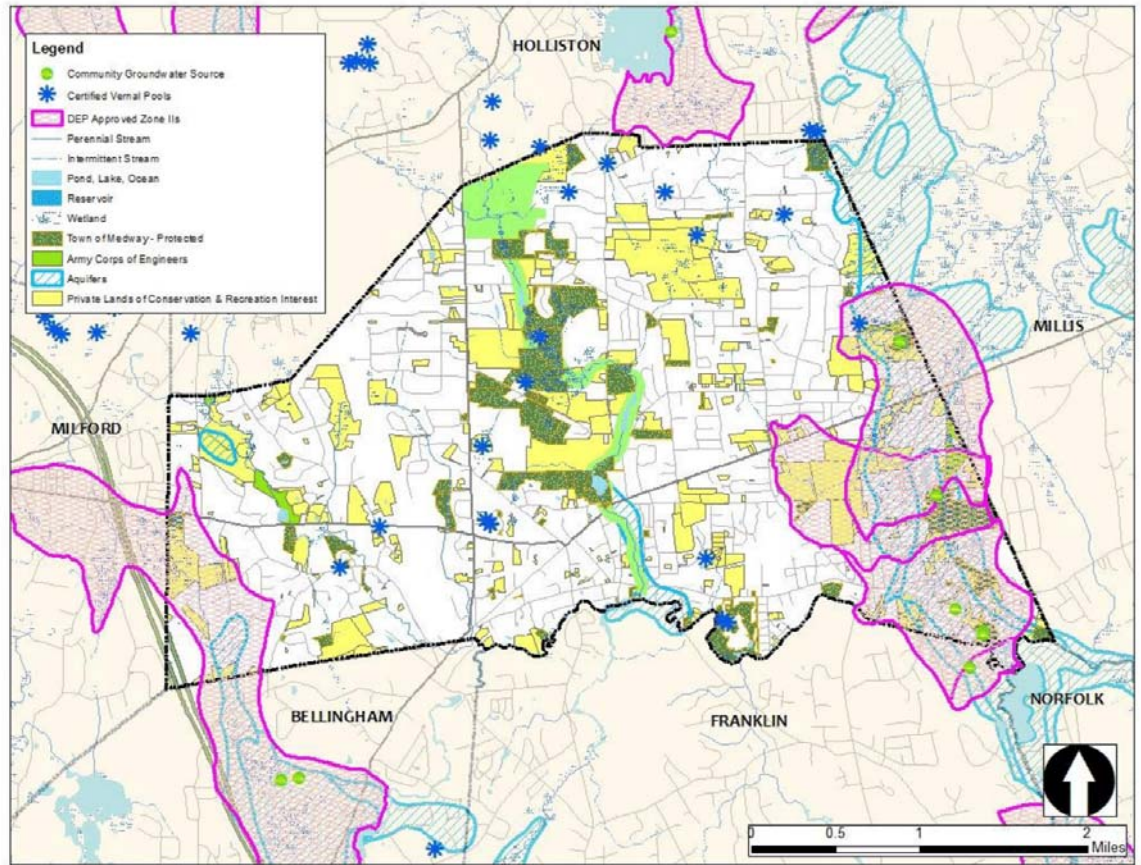 HOLLISTON
Legend
Community Groundwater Source
Certified Vernal Pools
DEP Approved Zone IIs
Perennial Stream
Intermittent Stream
Pond, Lake, Ocean
Reservoir
Wetland
Town of Medway - Protected
Army Corps of Engineers
Aquifers
Private Lands of Conservation & Recreation Interest
MILLIS
MILFORD
NORFOLK
BELLINGHAM
FRANKLIN
0 0.5 1 2
Miles